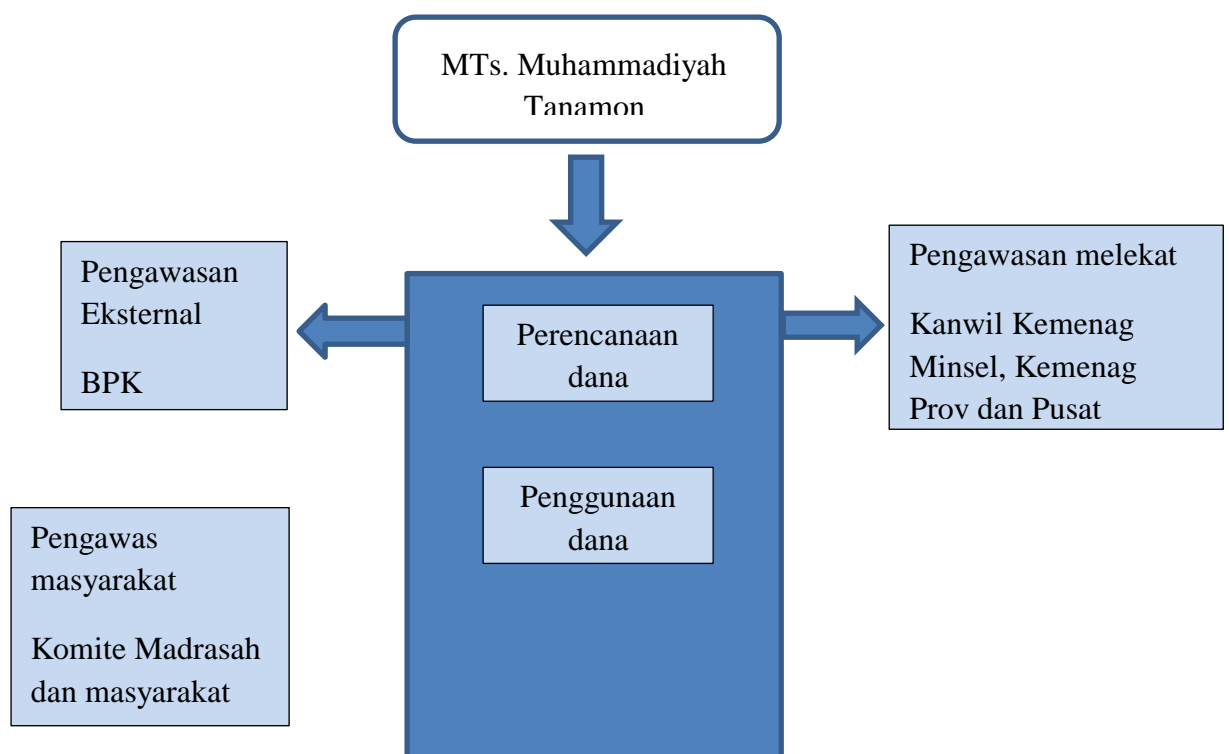 MTs. Muhammadiyah
Tanamon
Pengawasan
Eksternal
BPK
Perencanaan
dana
Pengawasan melekat
Kanwil Kemenag
Minsel, Kemenag
Prov dan Pusat
Penggunaan
dana
Pengawas
masyarakat
Komite Madrasah
dan masyarakat